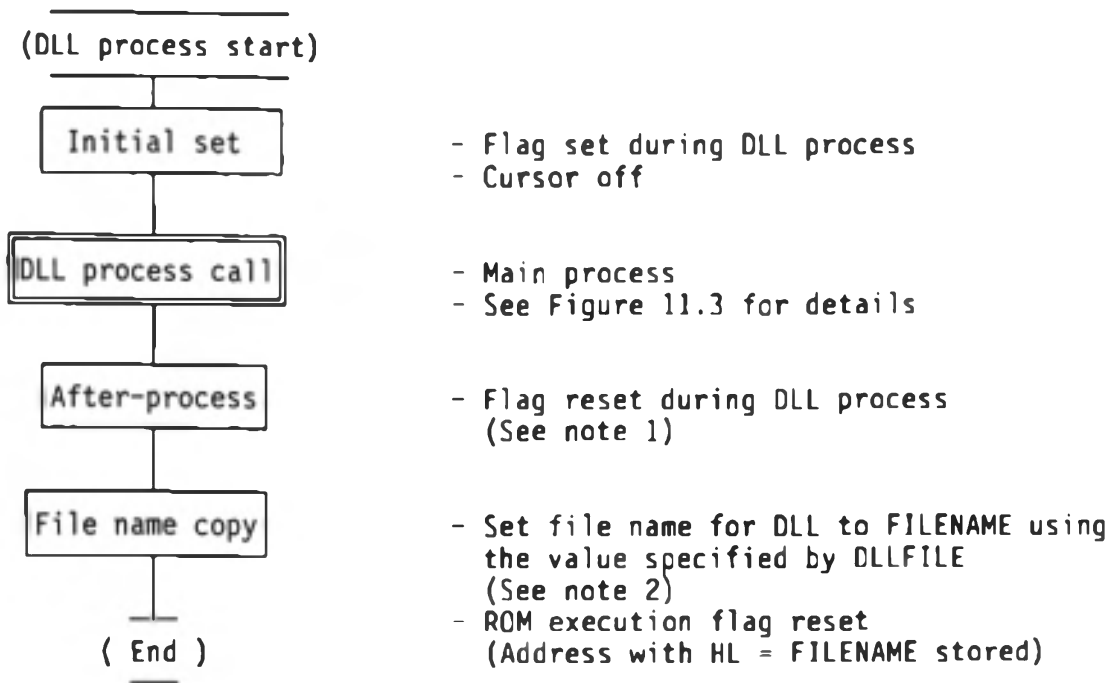 (DLL process start)
Initial set
- Flag set during DLL process
- Cursor off
DLL process call
- Main process
- See Figure 11.3 for details
After-process
- Flag reset during DLL process
(See note 1)
File name copy
- Set file name for DLL to FILENAME using
the value specified by DLLFILE
(See note 2)
- ROM execution flag reset
(Address with HL = FILENAME stored)
( End )